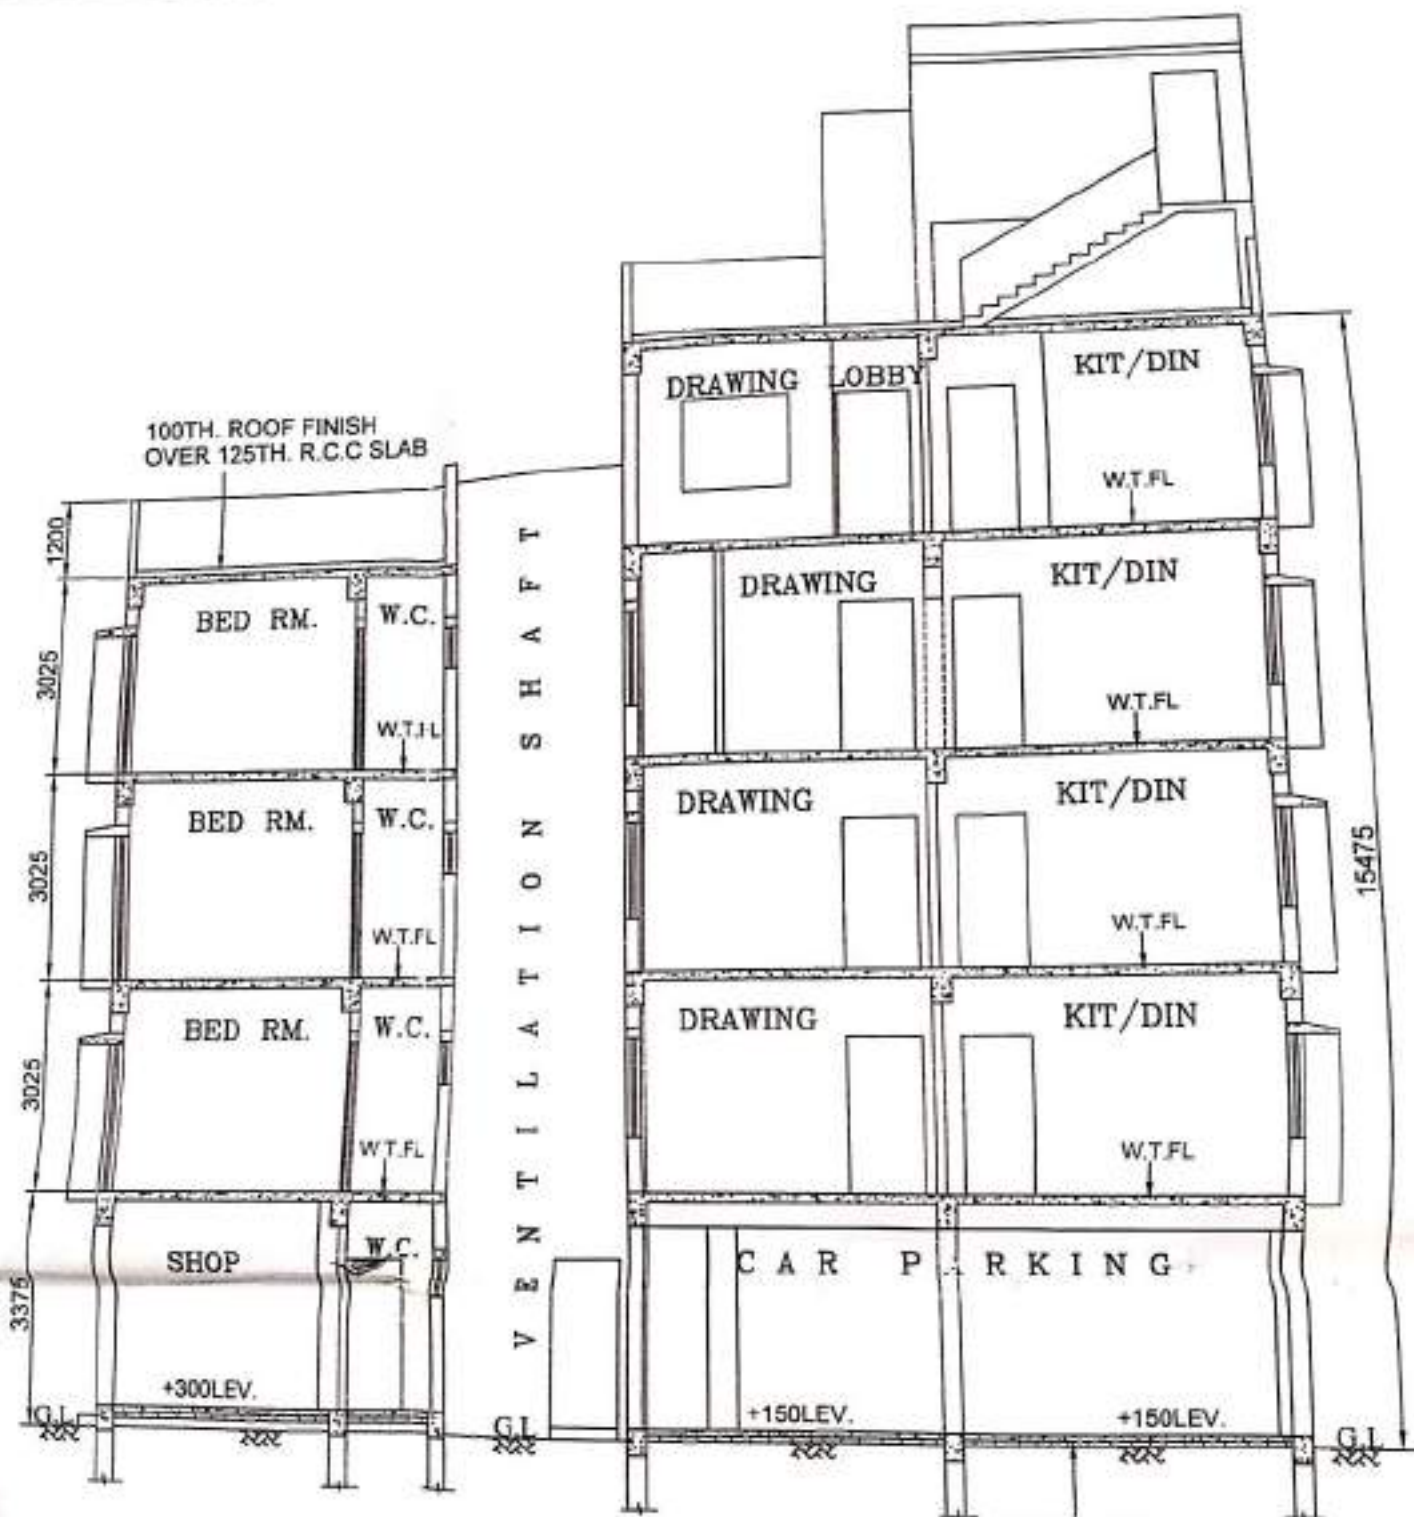 100TH. ROOF FINISH
OVER 125TH. R.C.C SLAB
1200
3025
3025
3025
3375
BED RM.
W.C.
W.T.FL
BED RM.
W.C.
W.T.FL
BED RM.
W.C.
W.T.FL
SHOP
W.C.
+300LEV.
G.L
VENTILATION SHAFT
G.L
DRAWING
LOBBY
KIT/DIN
W.T.FL
DRAWING
KIT/DIN
W.T.FL
DRAWING
KIT/DIN
W.T.FL
DRAWING
KIT/DIN
W.T.FL
CAR PARKING
+150LEV.
+150LEV.
G.L
15475